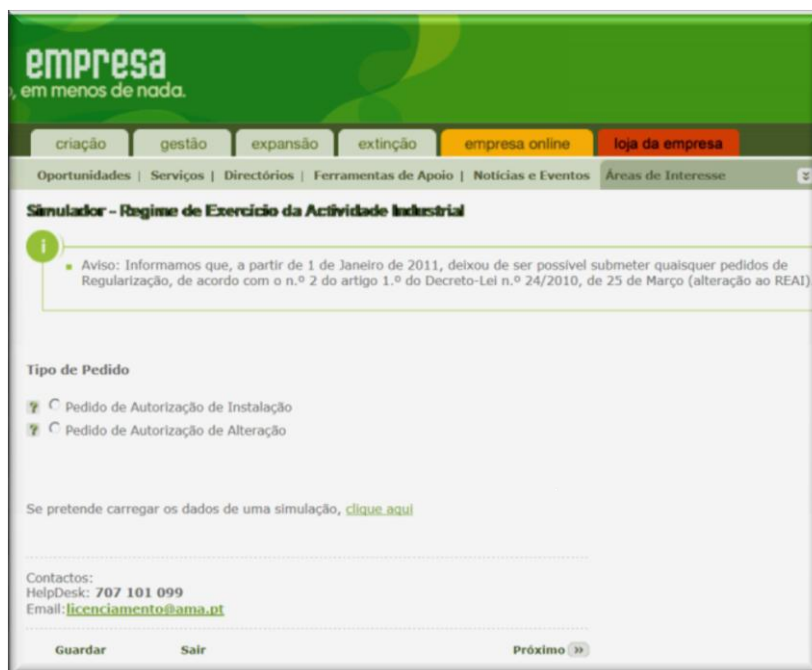 empresa
, em menos de nada.
criação gestão expansão extinção empresa online loja da empresa
Oportunidades | Serviços | Directórios | Ferramentas de Apoio | Notícias e Eventos Áreas de Interesse
Simulador - Regime de Exercício da Actividade Industrial
i
Aviso: Informamos que, a partir de 1 de Janeiro de 2011, deixou de ser possível submeter quaisquer pedidos de
Regularização, de acordo com o n.º 2 do artigo 1.º do Decreto-Lei n.º 24/2010, de 25 de Março (alteração ao REAI)
Tipo de Pedido
? Pedido de Autorização de Instalação
? Pedido de Autorização de Alteração
Se pretende carregar os dados de uma simulação, clique aqui
Contactos:
HelpDesk: 707 101 099
Email:licenciamento@ama.pt
Guardar Sair Próximo »